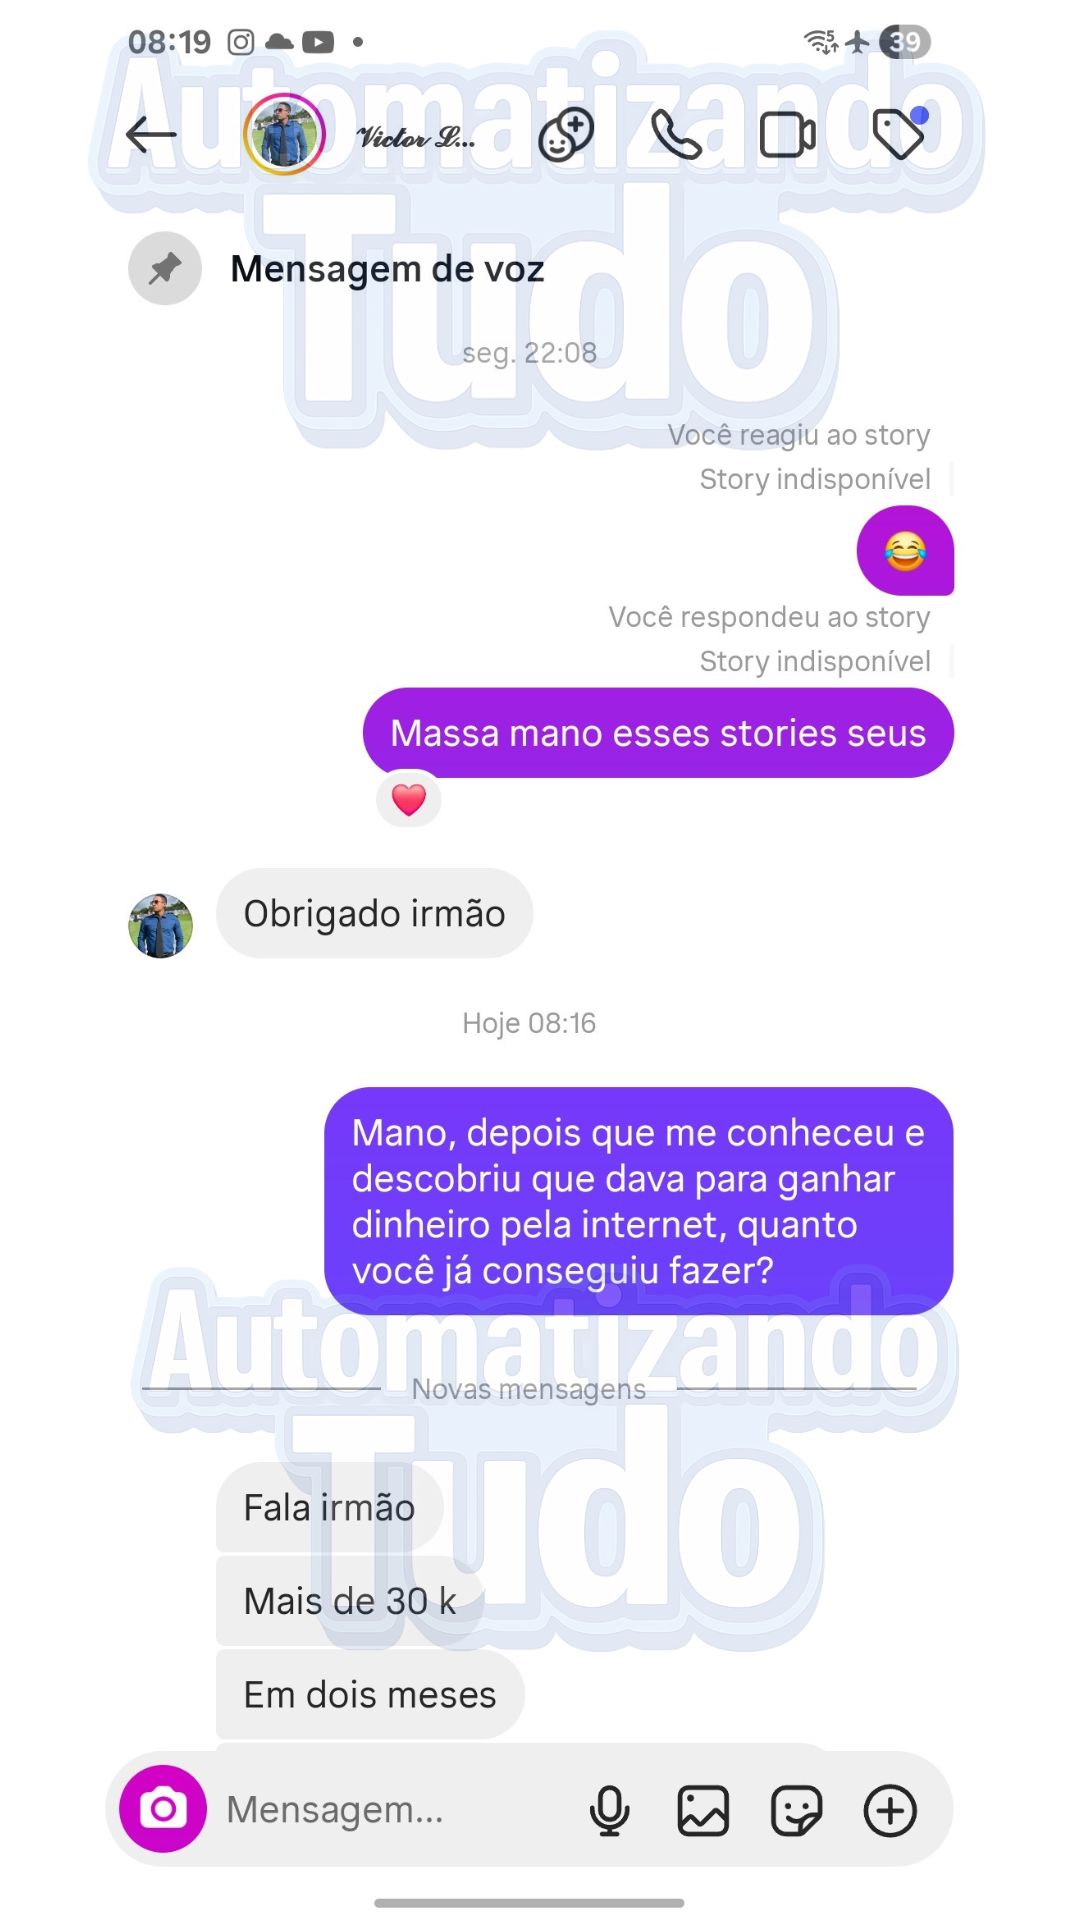 08:19
5
39
Automatizando
Tudo
Victor L...
Mensagem de voz
seg. 22:08
Você reagiu ao story
Story indisponível
😂
Você respondeu ao story
Story indisponível
Massa mano esses stories seus
❤️
Obrigado irmão
Hoje 08:16
Mano, depois que me conheceu e
descobriu que dava para ganhar
dinheiro pela internet, quanto
você já conseguiu fazer?
Automatizando
Novas mensagens
Tudo
Fala irmão
Mais de 30 k
Em dois meses
Mensagem...